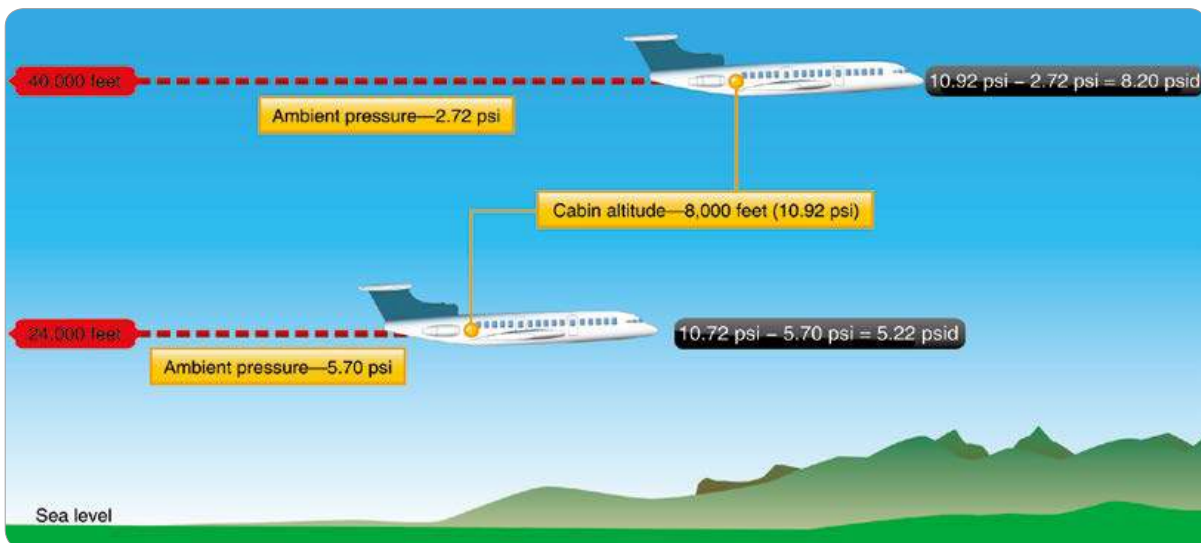 40,000 feet
10.92 psi − 2.72 psi = 8.20 psid
Ambient pressure—2.72 psi
Cabin altitude—8,000 feet (10.92 psi)
24,000 feet
10.72 psi − 5.70 psi = 5.22 psid
Ambient pressure—5.70 psi
Sea level